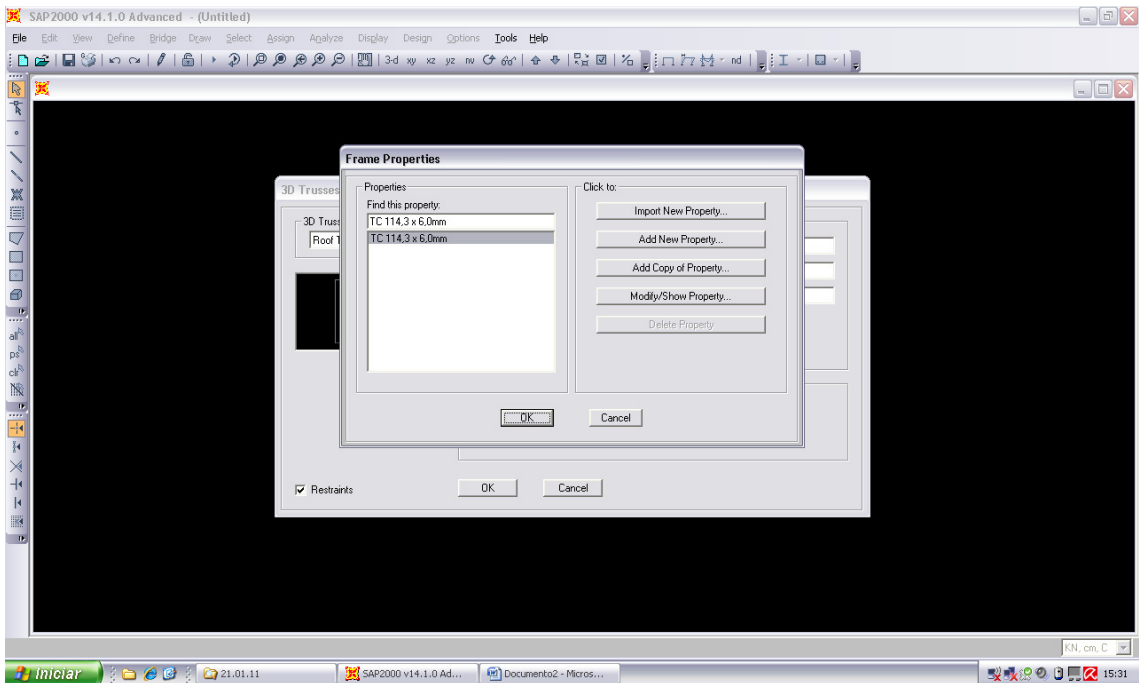 SAP2000 v14.1.0 Advanced - (Untitled)
File Edit View Define Bridge Draw Select Assign Analyze Display Design Options Tools Help
3-d xy xz yz nv nd
Frame Properties
3D Trusses
Properties
Click to:
Find this property:
TC 114,3 x 6,0mm
TC 114,3 x 6,0mm
Import New Property...
Add New Property...
Add Copy of Property...
Modify/Show Property...
Delete Property
3D Truss
Roof T
OK Cancel
Restraints
OK Cancel
all
ps
clr
KN, cm, C
Iniciar
21.01.11
SAP2000 v14.1.0 Ad...
Documento2 - Micros...
15:31